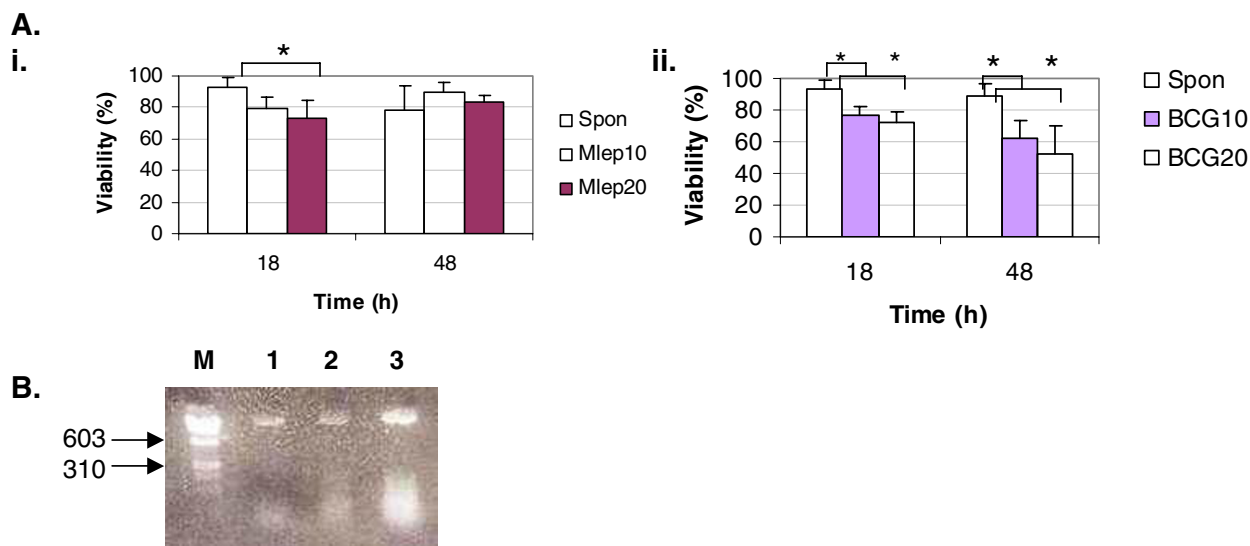 A.
i.
*
100
80
60
40
20
0
Viability (%)
18 48
Time (h)
Spon
Mlep10
Mlep20
ii.
* * * *
100
80
60
40
20
0
Viability (%)
18 48
Time (h)
Spon
BCG10
BCG20
B.
M 1 2 3
603
310